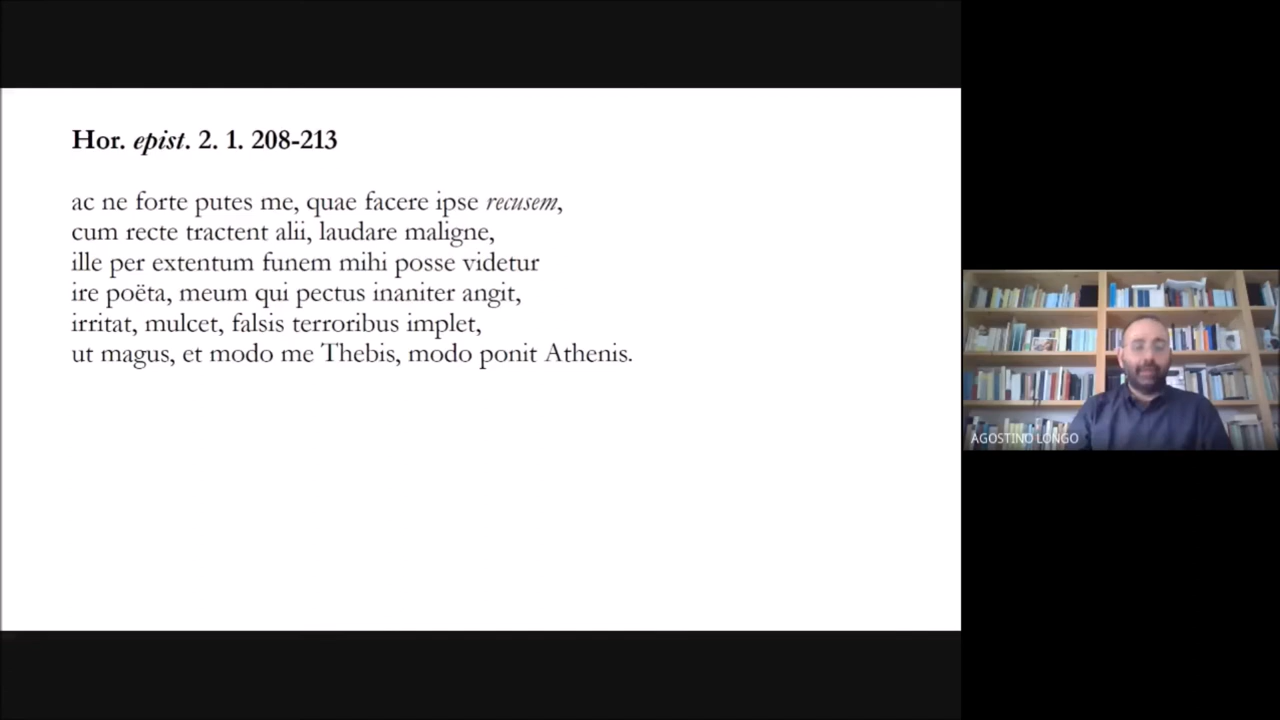 Hor. epist. 2. 1. 208-213
ac ne forte putes me, quae facere ipse recusem,
cum recte tractent alii, laudare maligne,
ille per extentum funem mihi posse videtur
ire poëta, meum qui pectus inaniter angit,
irritat, mulcet, falsis terroribus implet,
ut magus, et modo me Thebis, modo ponit Athenis.
AGOSTINO LONGO